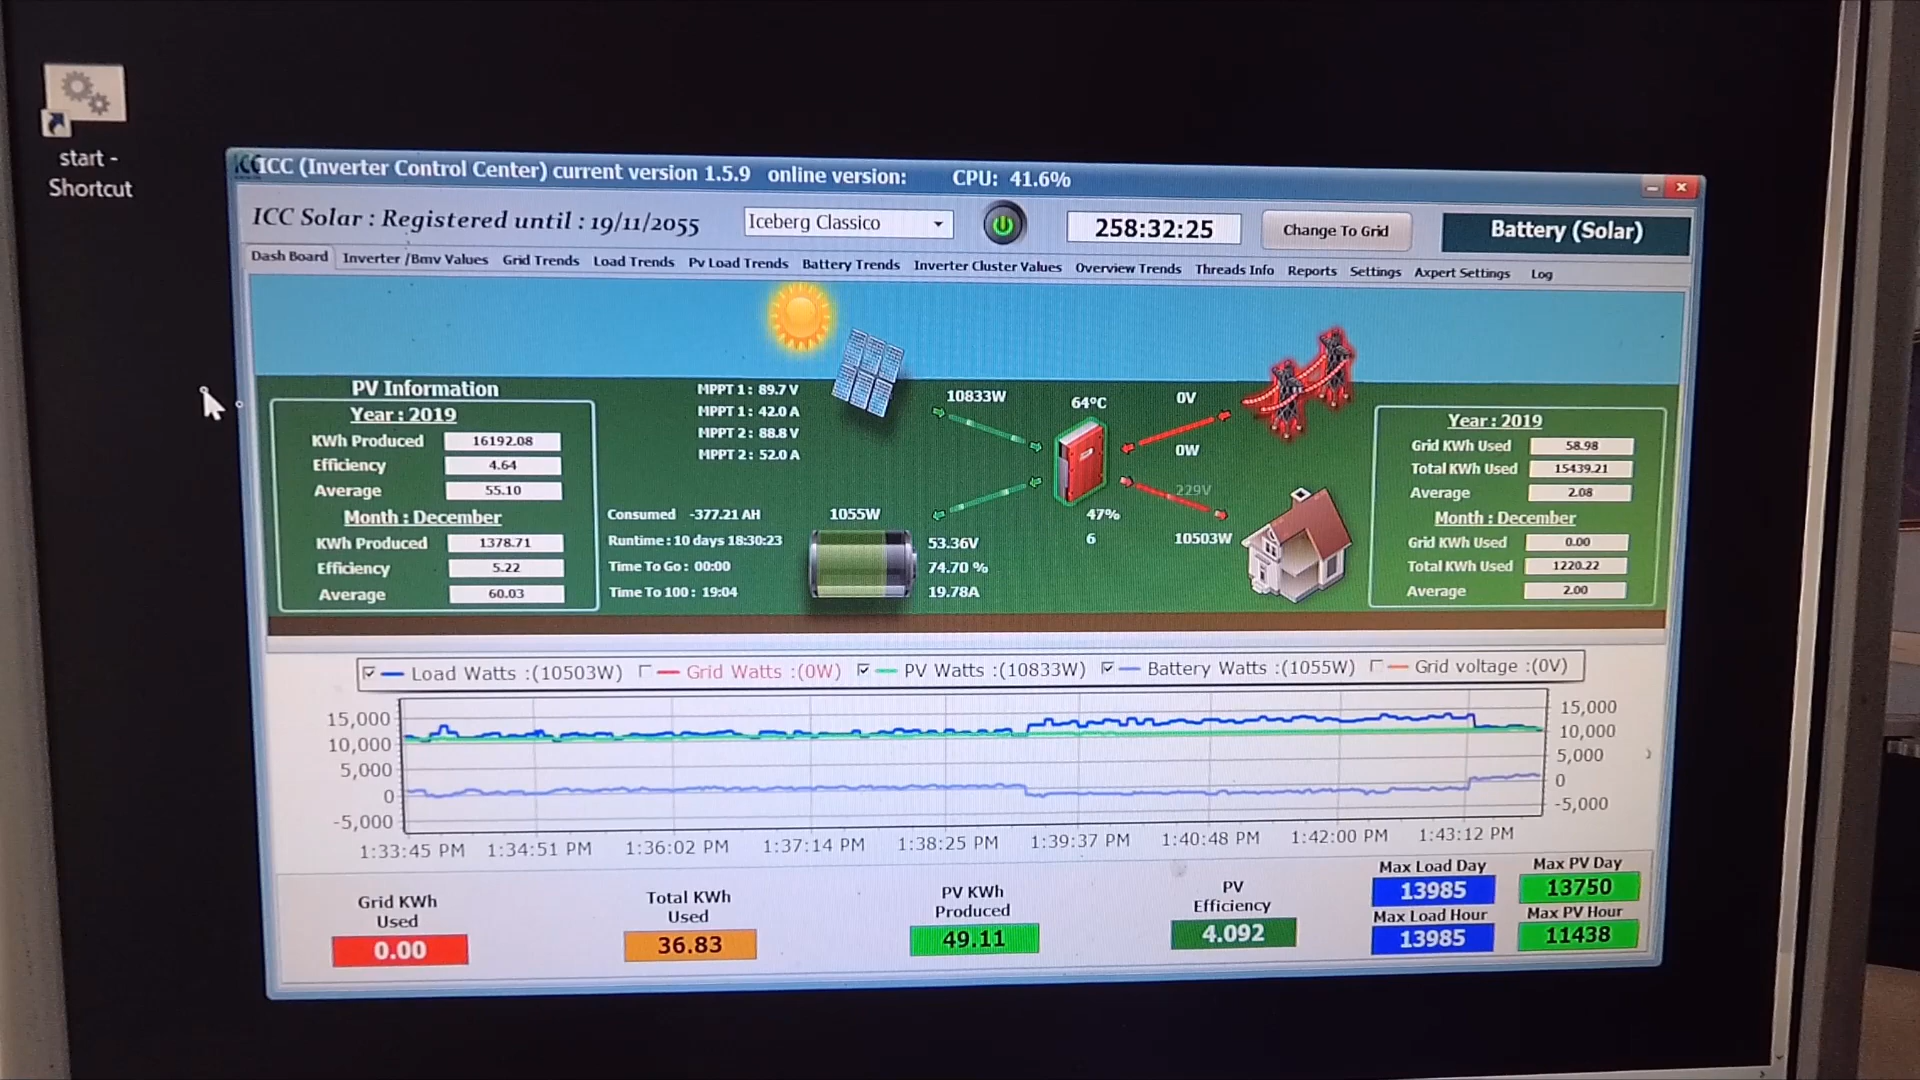 start -
Shortcut
ICC ICC (Inverter Control Center) current version 1.5.9 online version: CPU: 41.6%
ICC Solar : Registered until : 19/11/2055
Iceberg Classico
258:32:25
Change To Grid
Battery (Solar)
Dash Board Inverter /Bmv Values Grid Trends Load Trends Pv Load Trends Battery Trends Inverter Cluster Values Overview Trends Threads Info Reports Settings Axpert Settings Log
PV Information
Year : 2019
KWh Produced 16192.08
Efficiency 4.64
Average 55.10
Month : December
KWh Produced 1378.71
Efficiency 5.22
Average 60.03
MPPT 1 : 89.7 V
MPPT 1 : 42.0 A
MPPT 2 : 88.8 V
MPPT 2 : 52.0 A
10833W
64ºC
0V
0W
229V
47%
6
10503W
Consumed -377.21 AH
Runtime : 10 days 18:30:23
Time To Go : 00:00
Time To 100 : 19:04
1055W
53.36V
74.70 %
19.78A
Year : 2019
Grid KWh Used 58.98
Total KWh Used 15439.21
Average 2.08
Month : December
Grid KWh Used 0.00
Total KWh Used 1220.22
Average 2.00
Load Watts :(10503W) Grid Watts :(0W) PV Watts :(10833W) Battery Watts :(1055W) Grid voltage :(0V)
15,000 15,000
10,000 10,000
5,000 5,000
0 0
-5,000 -5,000
1:33:45 PM 1:34:51 PM 1:36:02 PM 1:37:14 PM 1:38:25 PM 1:39:37 PM 1:40:48 PM 1:42:00 PM 1:43:12 PM
Grid KWh
Used
0.00
Total KWh
Used
36.83
PV KWh
Produced
49.11
PV
Efficiency
4.092
Max Load Day
13985
Max Load Hour
13985
Max PV Day
13750
Max PV Hour
11438